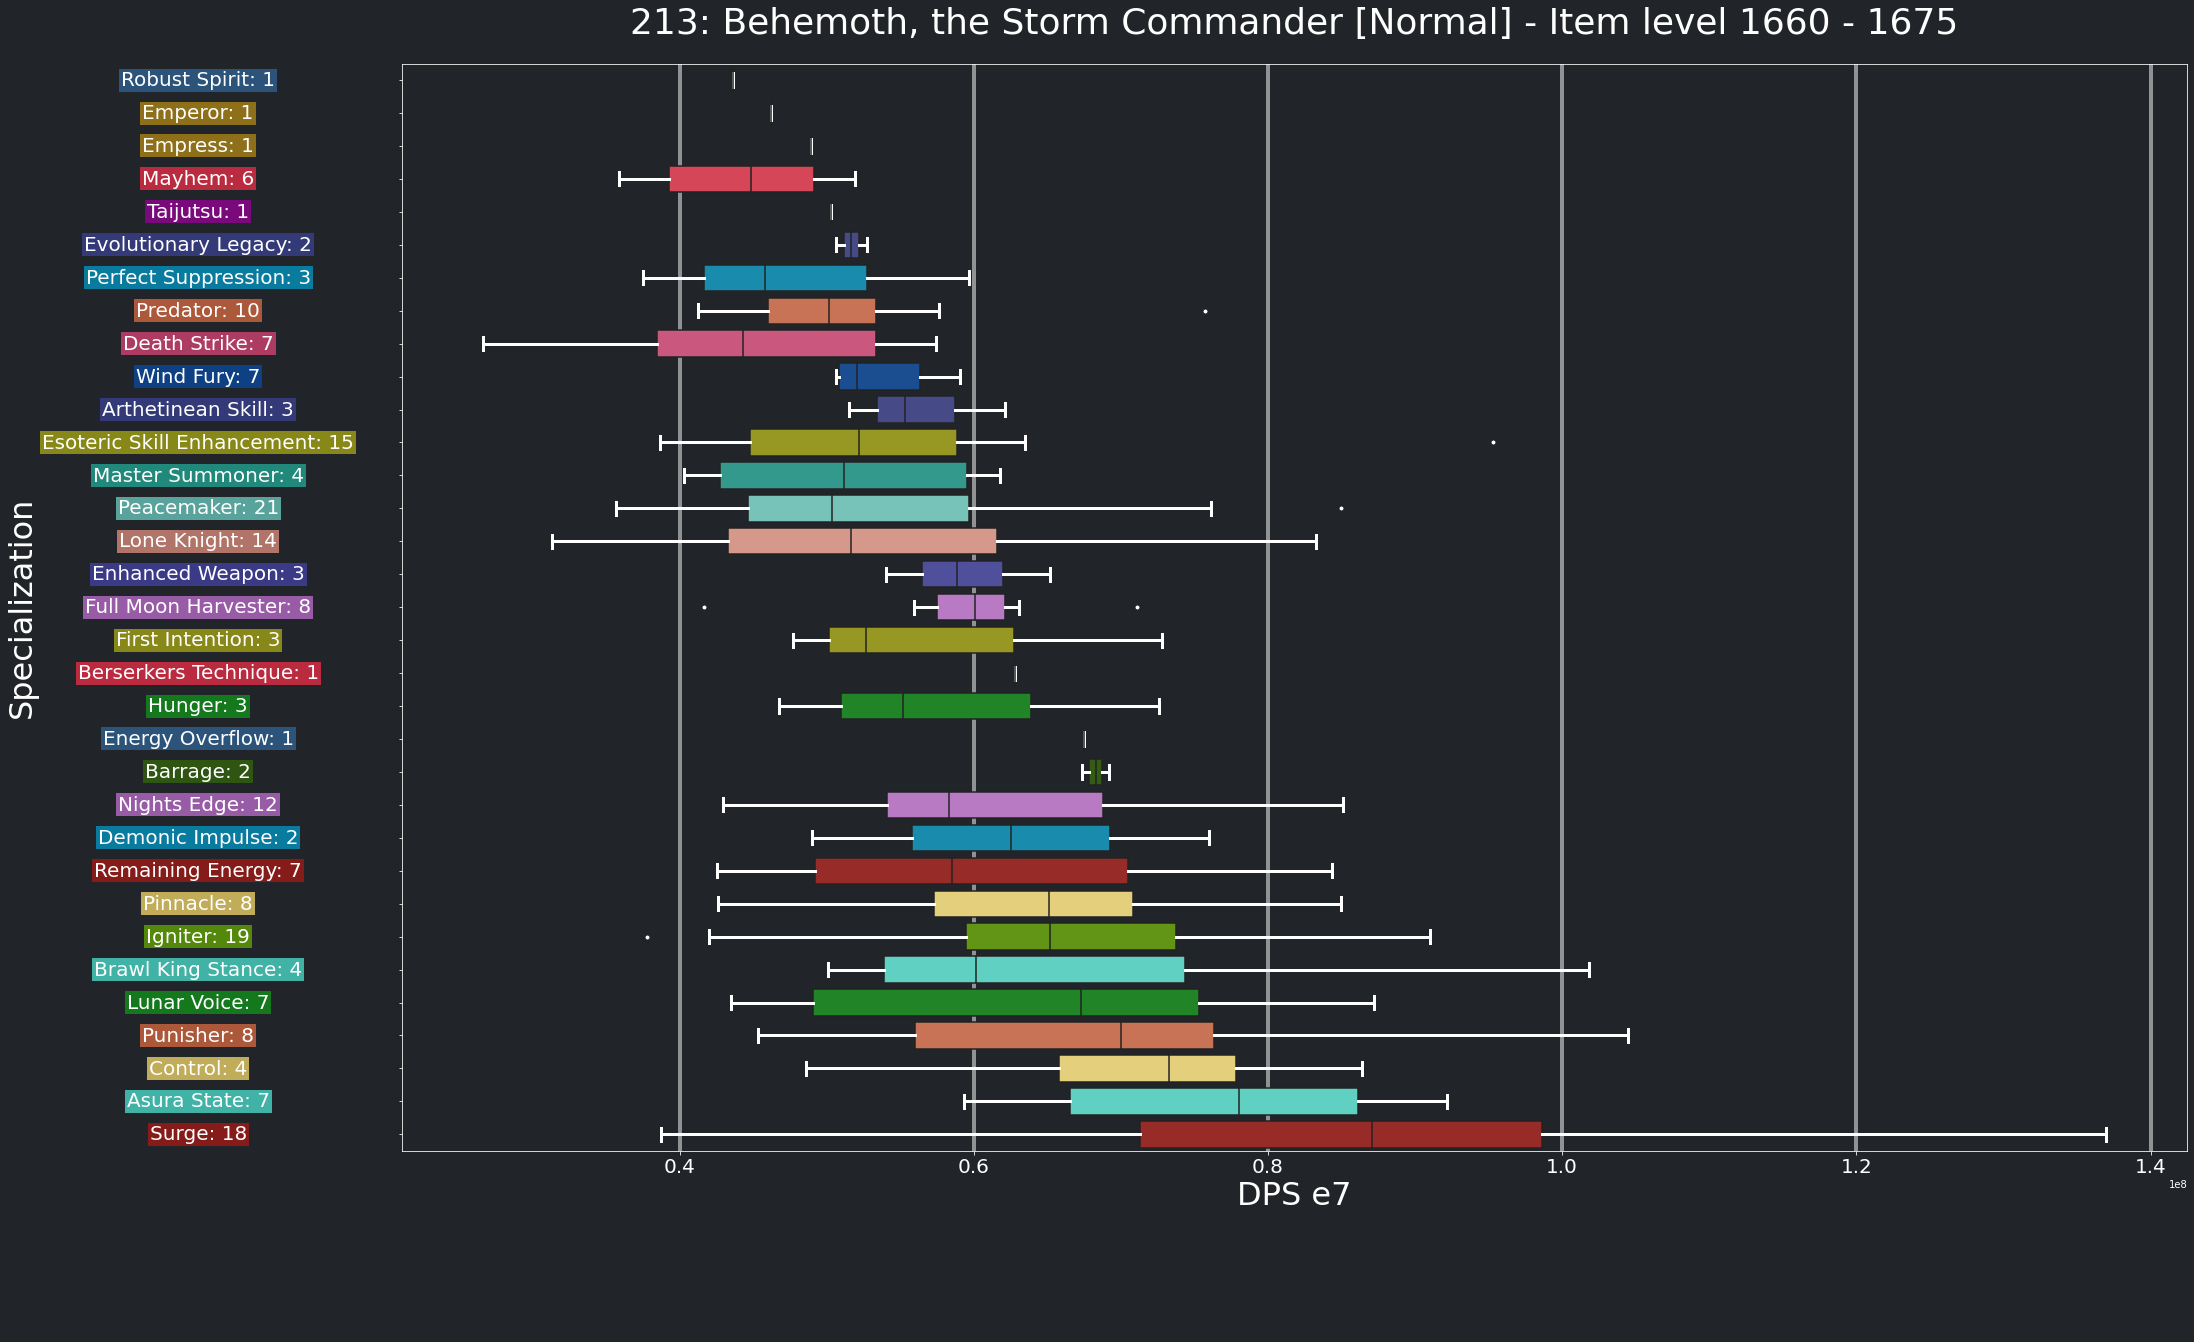 213: Behemoth, the Storm Commander [Normal] - Item level 1660 - 1675
Specialization
Robust Spirit: 1
Emperor: 1
Empress: 1
Mayhem: 6
Taijutsu: 1
Evolutionary Legacy: 2
Perfect Suppression: 3
Predator: 10
Death Strike: 7
Wind Fury: 7
Arthetinean Skill: 3
Esoteric Skill Enhancement: 15
Master Summoner: 4
Peacemaker: 21
Lone Knight: 14
Enhanced Weapon: 3
Full Moon Harvester: 8
First Intention: 3
Berserkers Technique: 1
Hunger: 3
Energy Overflow: 1
Barrage: 2
Nights Edge: 12
Demonic Impulse: 2
Remaining Energy: 7
Pinnacle: 8
Igniter: 19
Brawl King Stance: 4
Lunar Voice: 7
Punisher: 8
Control: 4
Asura State: 7
Surge: 18
0.4 0.6 0.8 1.0 1.2 1.4
1e8
DPS e7